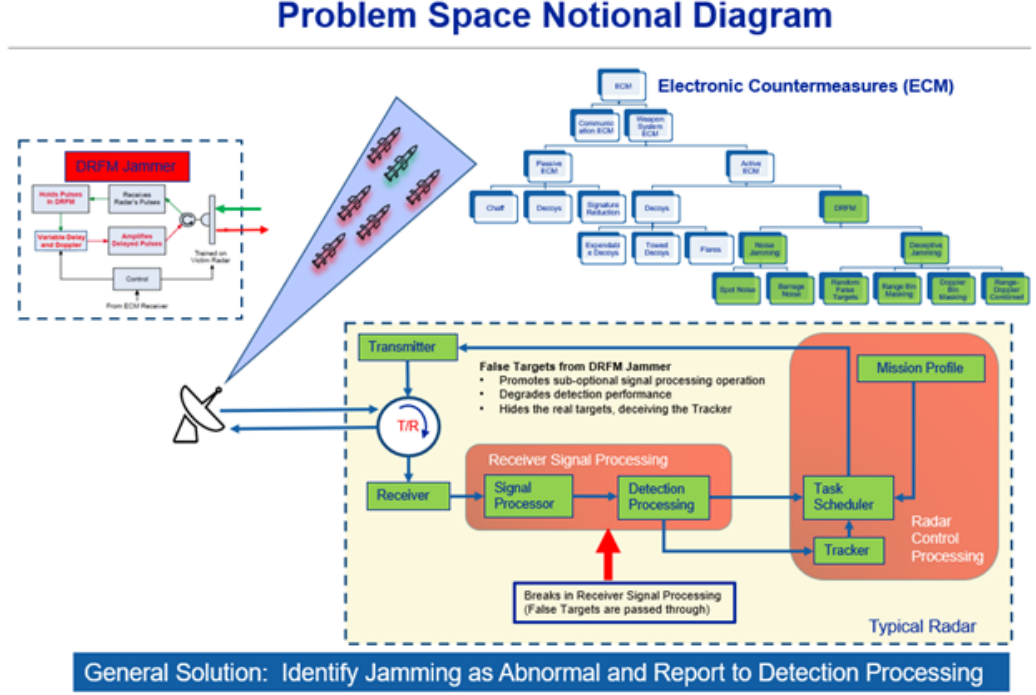 Problem Space Notional Diagram
Electronic Countermeasures (ECM)
ECM
Communic
ation ECM
Weapon
System
ECM
Passive
ECM
Active
ECM
Chaff
Decoys
Signature
Reduction
Decoys
DRFM
Expendabl
e Decoys
Towed
Decoys
Flares
Noise
Jamming
Deceptive
Jamming
Spot Noise
Barrage
Noise
Random
False
Targets
Range Bin
Masking
Doppler
Bin
Masking
Range-
Doppler
Combined
DRFM Jammer
Holds Pulses
In DRFM
Receives
Radar's Pulses
Variable Delay
and Doppler
Amplifies
Delayed Pulses
Trained on
Victim Radar
Control
From ECM Receiver
Transmitter
False Targets from DRFM Jammer
• Promotes sub-optional signal processing operation
• Degrades detection performance
• Hides the real targets, deceiving the Tracker
Mission Profile
T/R
Receiver Signal Processing
Receiver
Signal
Processor
Detection
Processing
Task
Scheduler
Tracker
Radar
Control
Processing
Breaks in Receiver Signal Processing
(False Targets are passed through)
Typical Radar
General Solution: Identify Jamming as Abnormal and Report to Detection Processing